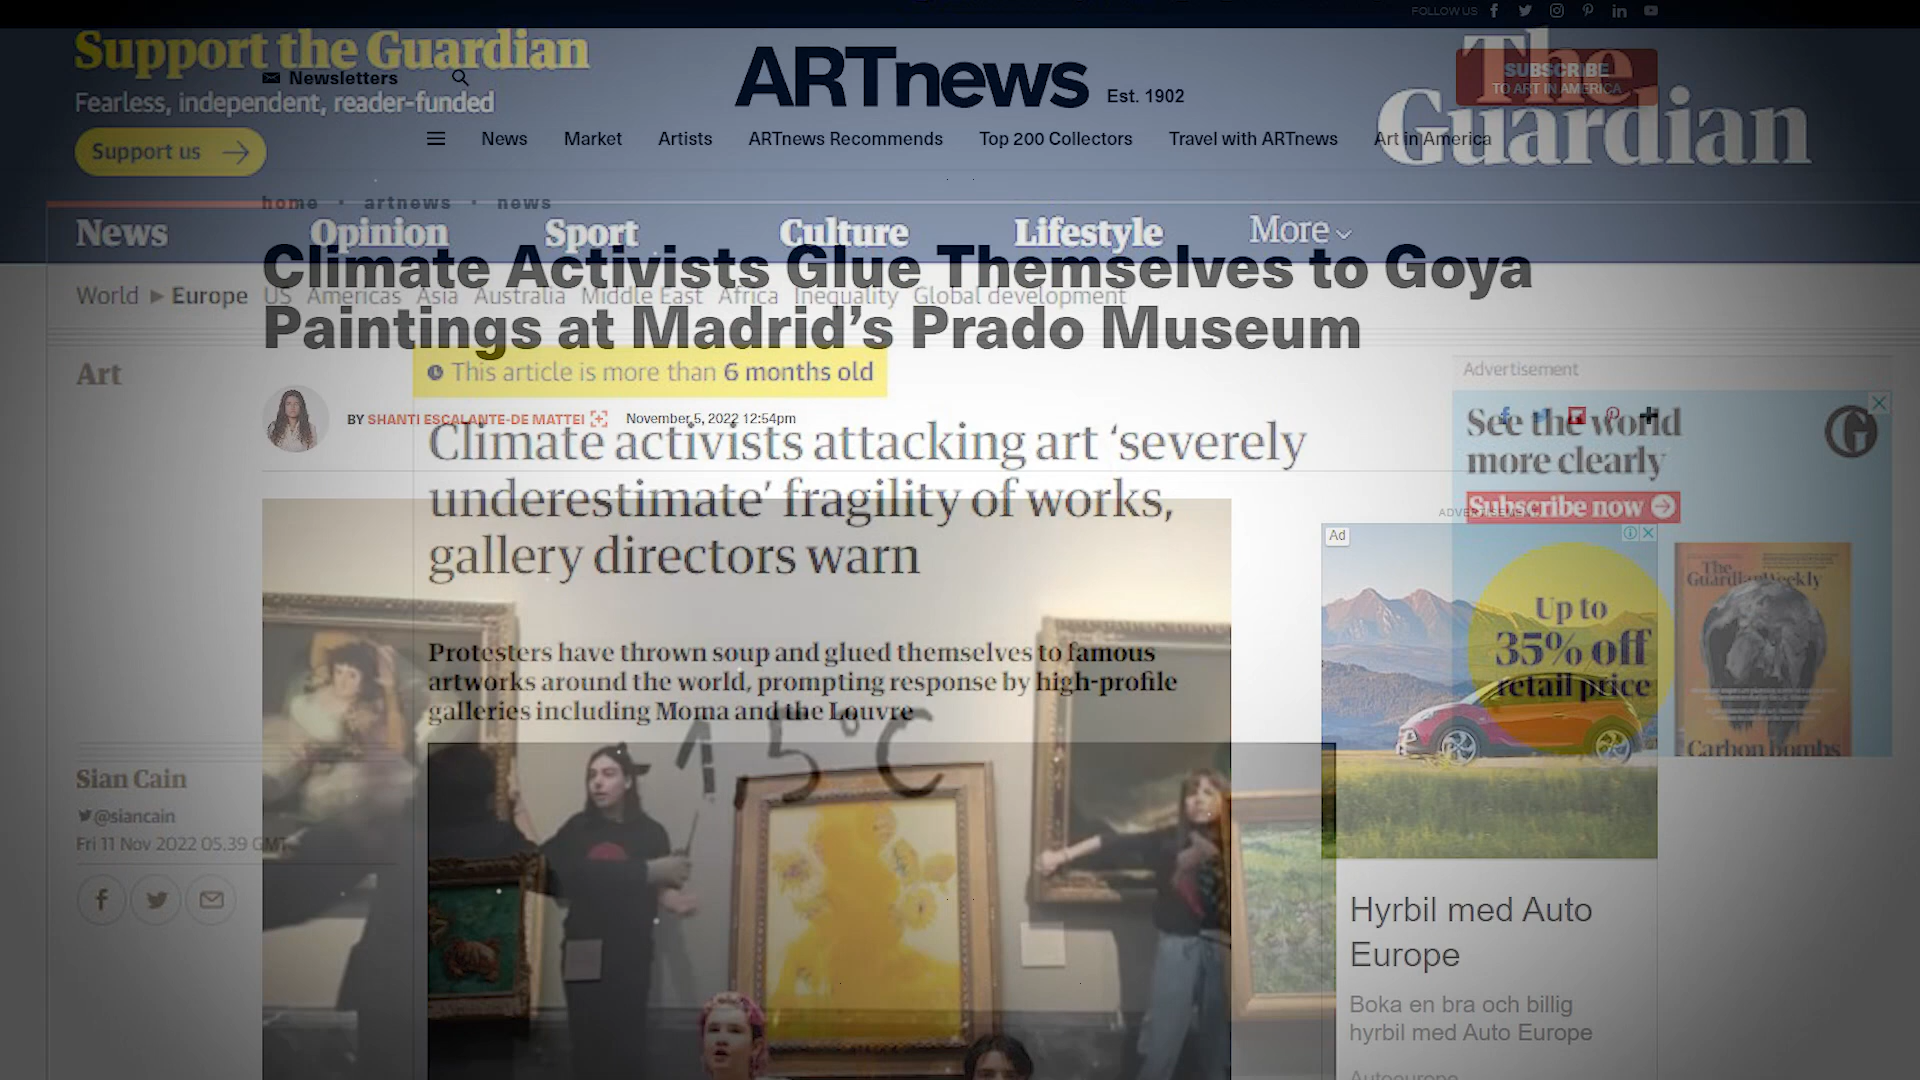 FOLLOW US
Support the Guardian
Fearless, independent, reader-funded
Support us
Newsletters
ARTnews
Est. 1902
SUBSCRIBE
TO ART IN AMERICA
The
Guardian
News Market Artists ARTnews Recommends Top 200 Collectors Travel with ARTnews Art in America
home • artnews • news
News Opinion Sport Culture Lifestyle More
Climate Activists Glue Themselves to Goya
Paintings at Madrid’s Prado Museum
World Europe US Americas Asia Australia Middle East Africa Inequality Global development
Art
This article is more than 6 months old
BY SHANTI ESCALANTE-DE MATTEI November 5, 2022 12:54pm
Climate activists attacking art ‘severely
underestimate’ fragility of works,
gallery directors warn
Protesters have thrown soup and glued themselves to famous
artworks around the world, prompting response by high-profile
galleries including Moma and the Louvre
Sian Cain
@siancain
Fri 11 Nov 2022 05.39 GMT
1,5°C
Advertisement
See the world
more clearly
Subscribe now
ADVERTISEMENT
Ad
Up to
35% off
retail price
The
Guardian Weekly
Carbon bombs
Hyrbil med Auto
Europe
Boka en bra och billig
hyrbil med Auto Europe
Autoeurope